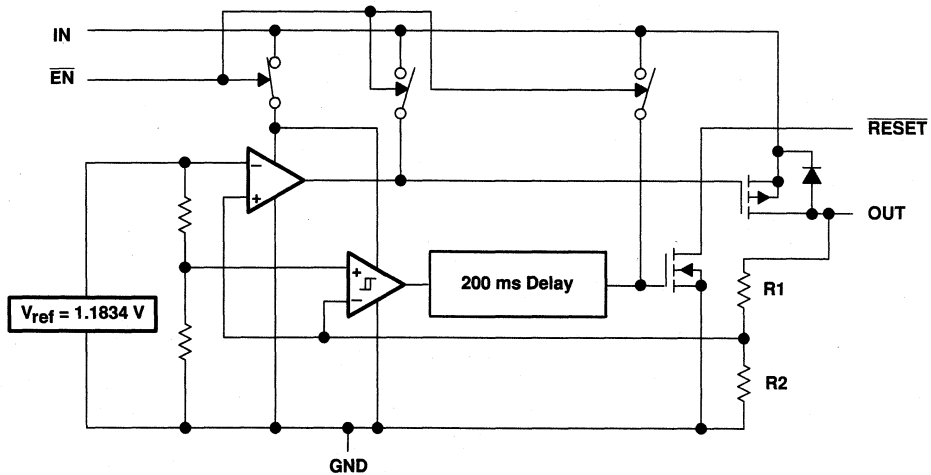 IN
EN
RESET
OUT
200 ms Delay
R1
Vref = 1.1834 V
R2
GND